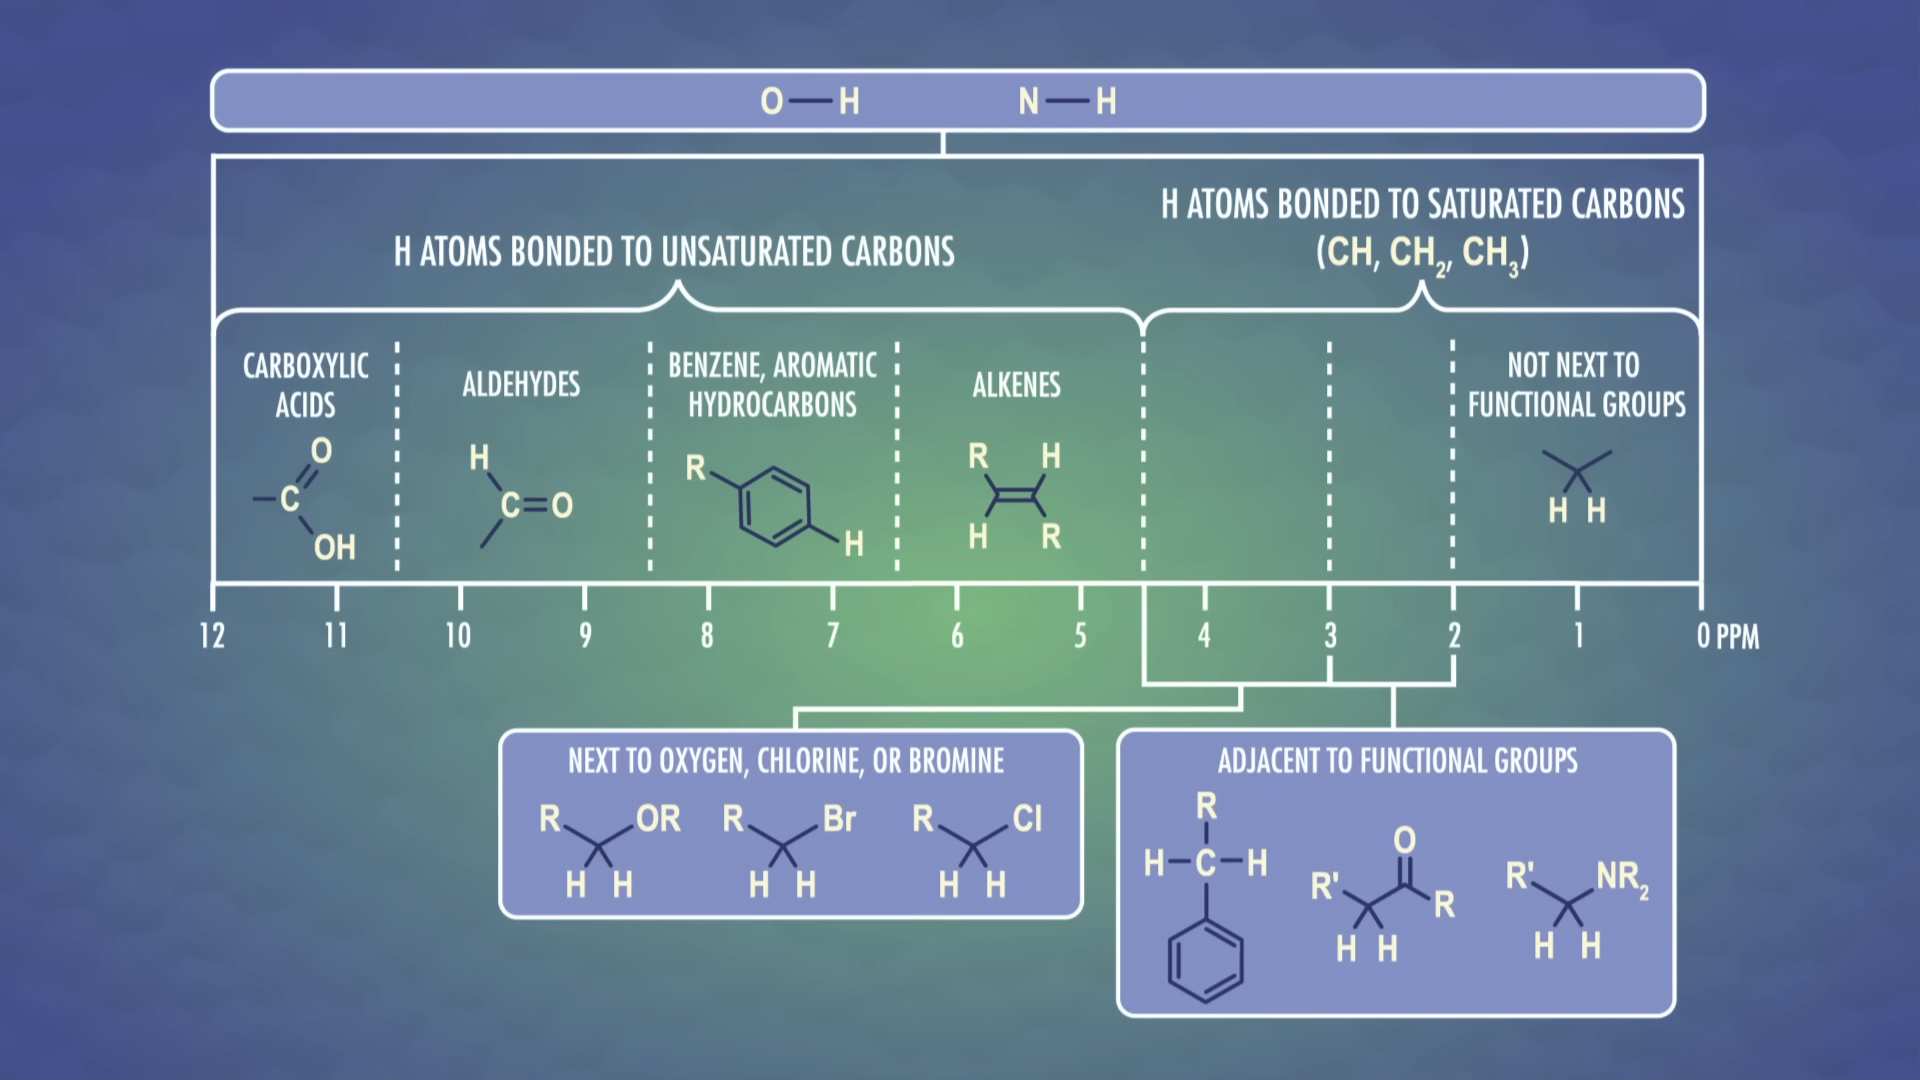 O—H N—H
H ATOMS BONDED TO SATURATED CARBONS
(CH, CH₂, CH₃)
H ATOMS BONDED TO UNSATURATED CARBONS
CARBOXYLIC
ACIDS
O
C
OH
ALDEHYDES
H
C=O
BENZENE, AROMATIC
HYDROCARBONS
R
H
ALKENES
R H
H R
NOT NEXT TO
FUNCTIONAL GROUPS
H H
12 11 10 9 8 7 6 5 4 3 2 1 0 PPM
NEXT TO OXYGEN, CHLORINE, OR BROMINE
R OR
H H
R Br
H H
R Cl
H H
ADJACENT TO FUNCTIONAL GROUPS
R
H—C—H
O
R' R
H H
R' NR₂
H H